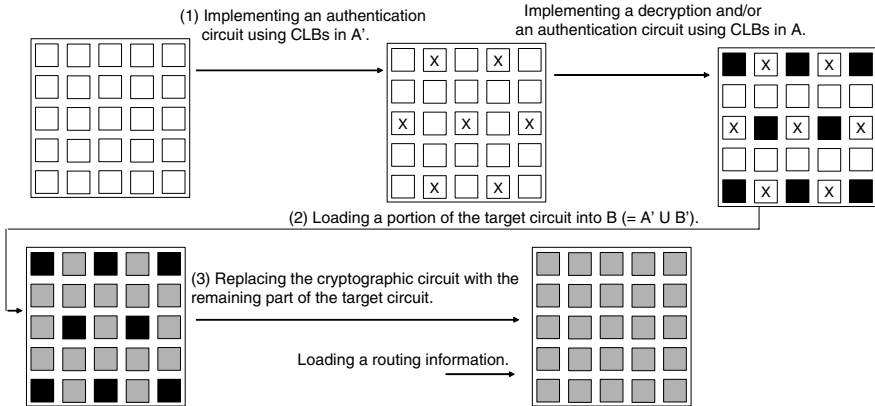 (1) Implementing an authentication
circuit using CLBs in A'.
Implementing a decryption and/or
an authentication circuit using CLBs in A.
X X
X X
X X X
X X X
X X
X X
(2) Loading a portion of the target circuit into B (= A' U B').
(3) Replacing the cryptographic circuit with the
remaining part of the target circuit.
Loading a routing information.